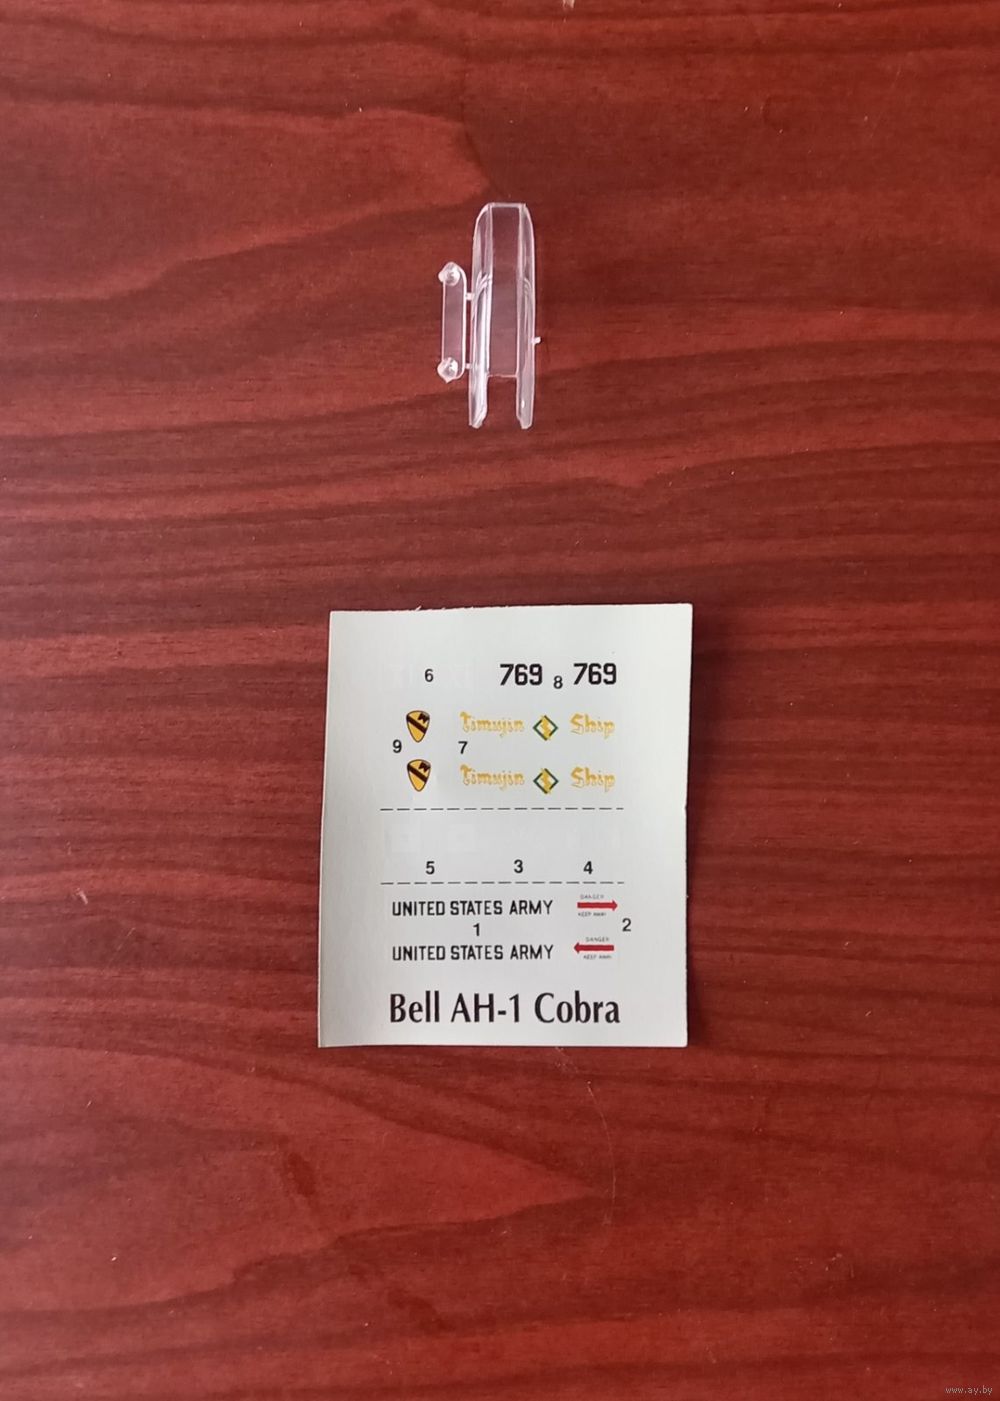 6 769 8 769
Timujin Ship
9 7
Timujin Ship
5 3 4
UNITED STATES ARMY DANGER KEEP AWAY
1 2
UNITED STATES ARMY DANGER KEEP AWAY
Bell AH-1 Cobra
www.ay.by